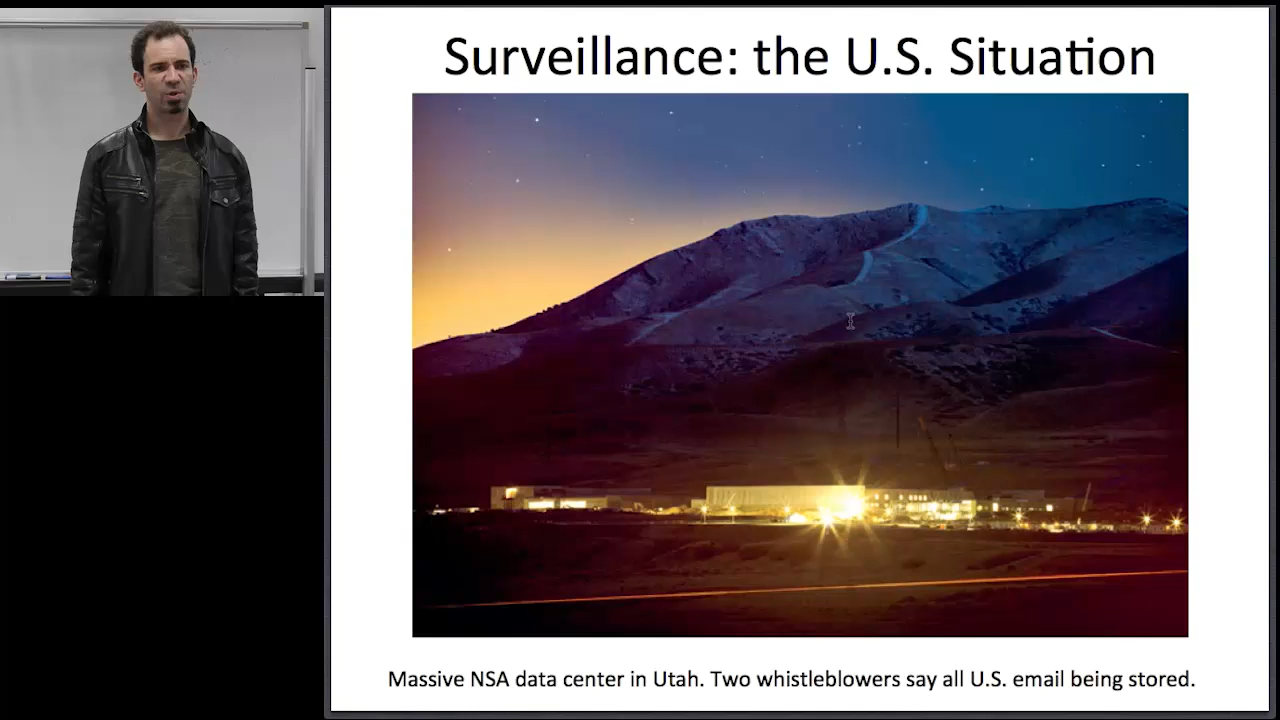 Surveillance: the U.S. Situation
Massive NSA data center in Utah. Two whistleblowers say all U.S. email being stored.